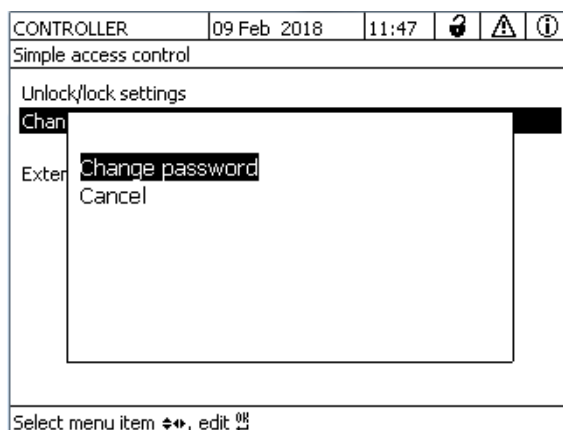 CONTROLLER 09 Feb 2018 11:47
Simple access control
Unlock/lock settings
Chan
Exter
Change password
Cancel
Select menu item , edit OK